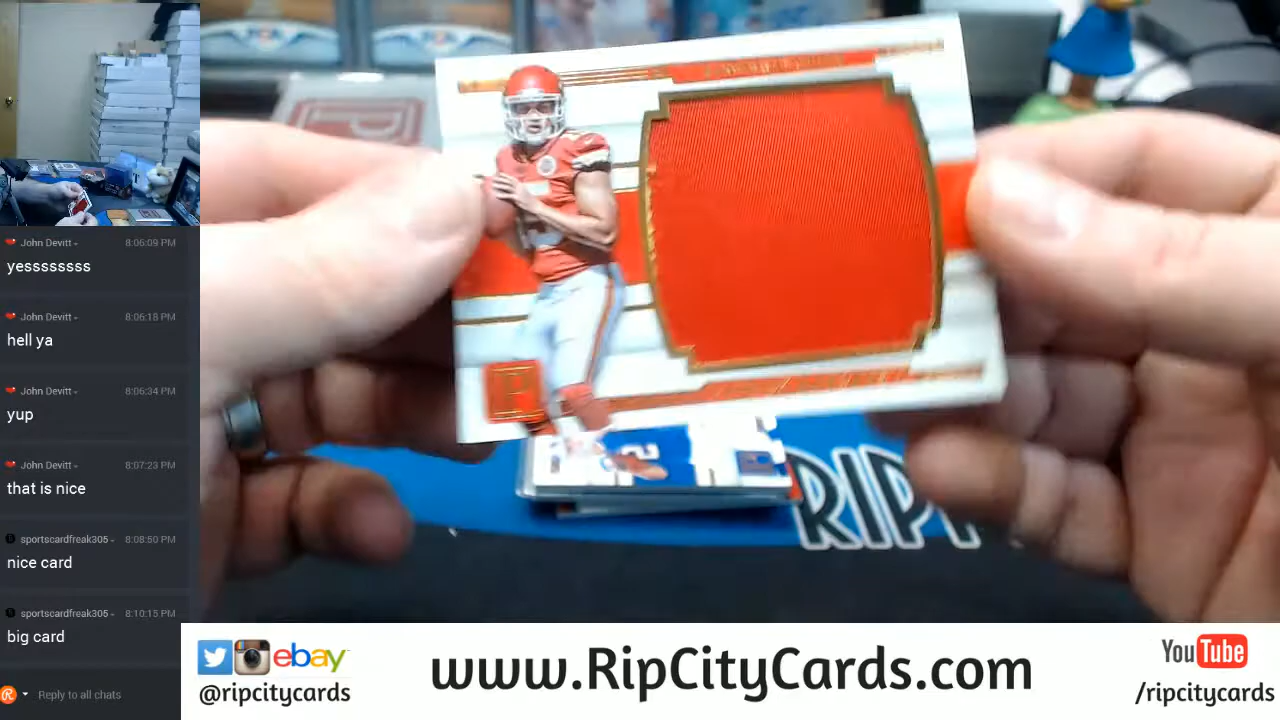 John Devitt 8:06:09 PM
yessssssss
John Devitt 8:06:18 PM
hell ya
John Devitt 8:06:34 PM
yup
John Devitt 8:07:23 PM
that is nice
sportscardfreak305 8:08:50 PM
nice card
sportscardfreak305 8:10:15 PM
big card
Reply to all chats
RIP
ebay
@ripcitycards
www.RipCityCards.com
YouTube
/ripcitycards